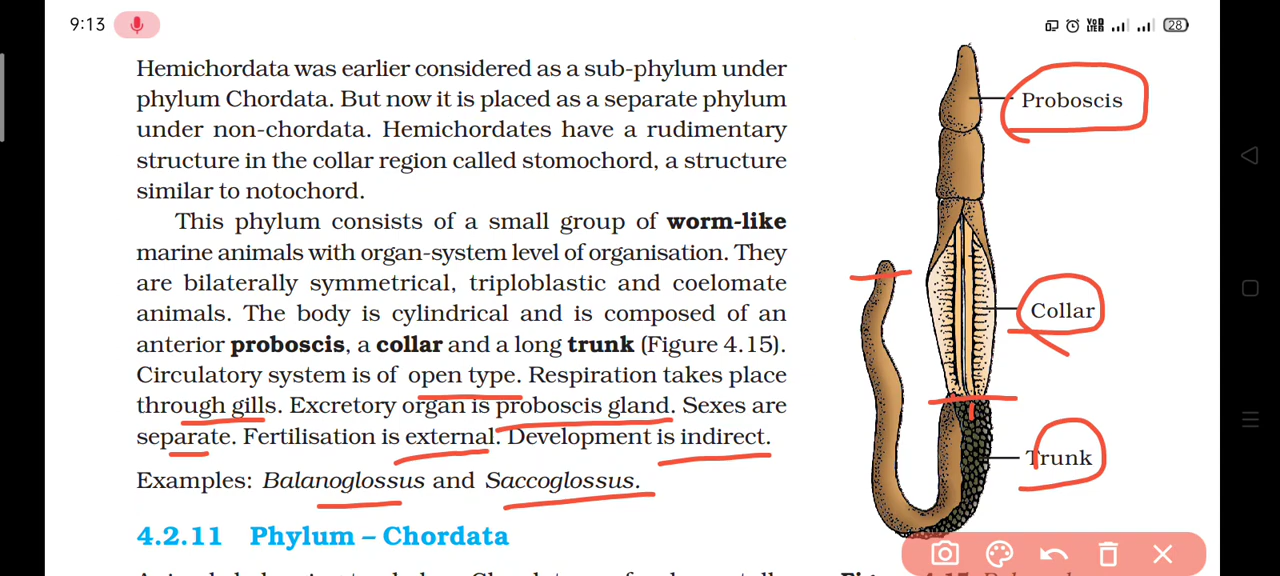 9:13
VoD LTE 28
Hemichordata was earlier considered as a sub-phylum under
phylum Chordata. But now it is placed as a separate phylum
under non-chordata. Hemichordates have a rudimentary
structure in the collar region called stomochord, a structure
similar to notochord.
This phylum consists of a small group of worm-like
marine animals with organ-system level of organisation. They
are bilaterally symmetrical, triploblastic and coelomate
animals. The body is cylindrical and is composed of an
anterior proboscis, a collar and a long trunk (Figure 4.15).
Circulatory system is of open type. Respiration takes place
through gills. Excretory organ is proboscis gland. Sexes are
separate. Fertilisation is external. Development is indirect.
Examples: Balanoglossus and Saccoglossus.
4.2.11 Phylum – Chordata
Proboscis
Collar
Trunk